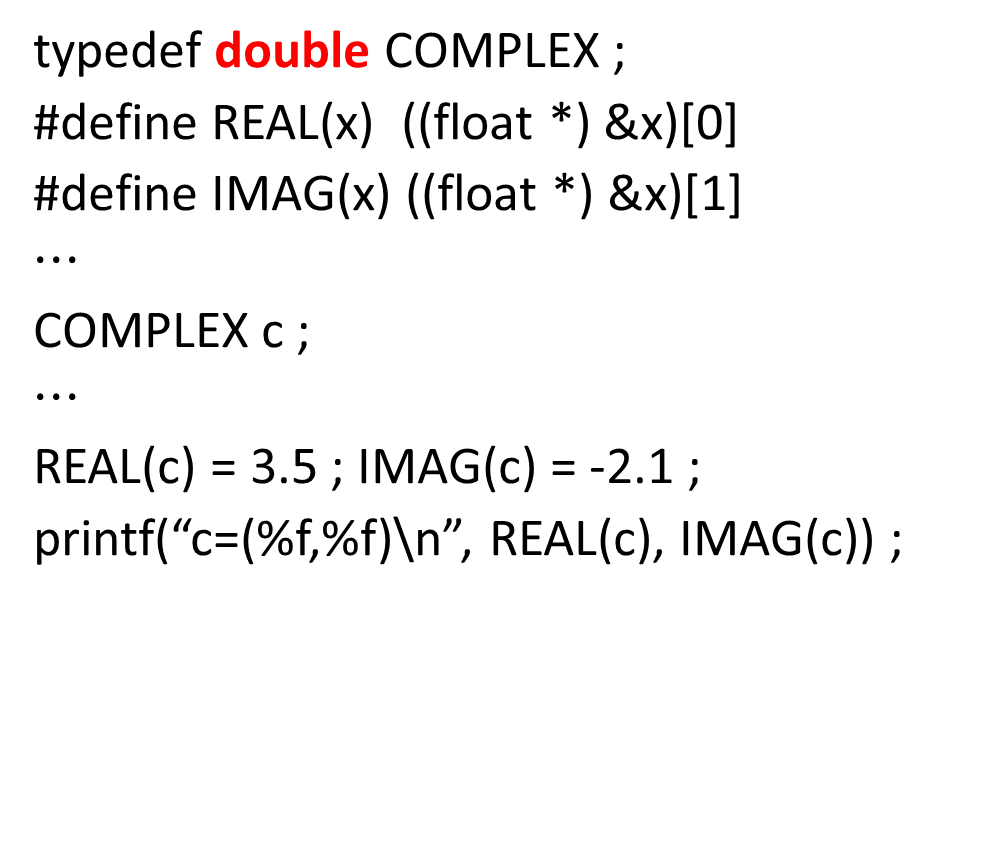 typedef double COMPLEX ;
#define REAL(x)  ((float *) &x)[0]
#define IMAG(x) ((float *) &x)[1]
…
COMPLEX c ;
…
REAL(c) = 3.5 ; IMAG(c) = -2.1 ;
printf(“c=(%f,%f)\n”, REAL(c), IMAG(c)) ;